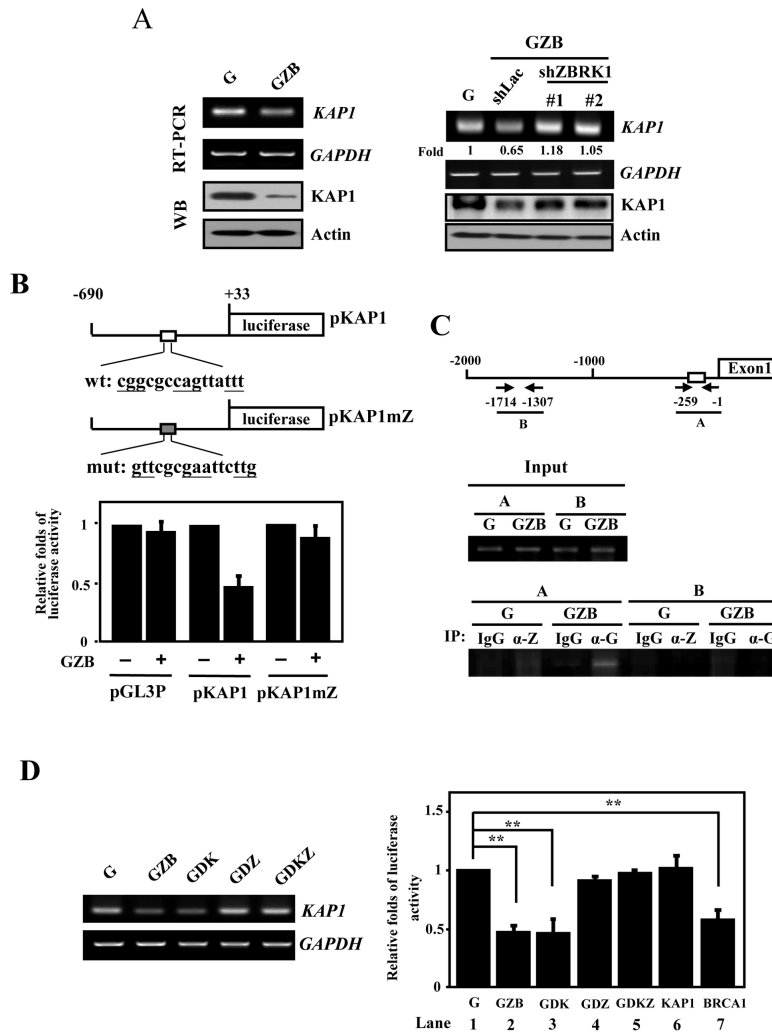 A
G GZB
RT-PCR
KAP1
GAPDH
WB
KAP1
Actin
GZB
G shLac shZBRK1
#1 #2
KAP1
Fold 1 0.65 1.18 1.05
GAPDH
KAP1
Actin
B
-690 +33
luciferase pKAP1
wt: cggcgccagttattt
luciferase pKAP1mZ
mut: gttcgcgaattcttg
Relative folds of luciferase activity
1
0.5
0
GZB – + – + – +
pGL3P pKAP1 pKAP1mZ
C
-2000 -1000 Exon1
-1714 -1307 -259 -1
B A
Input
A B
G GZB G GZB
A B
G GZB G GZB
IP: IgG α-Z IgG α-G IgG α-Z IgG α-G
D
G GZB GDK GDZ GDKZ
KAP1
GAPDH
Relative folds of luciferase activity
1.5
1
0.5
0
**
**
**
G GZB GDK GDZ GDKZ KAP1 BRCA1
Lane 1 2 3 4 5 6 7